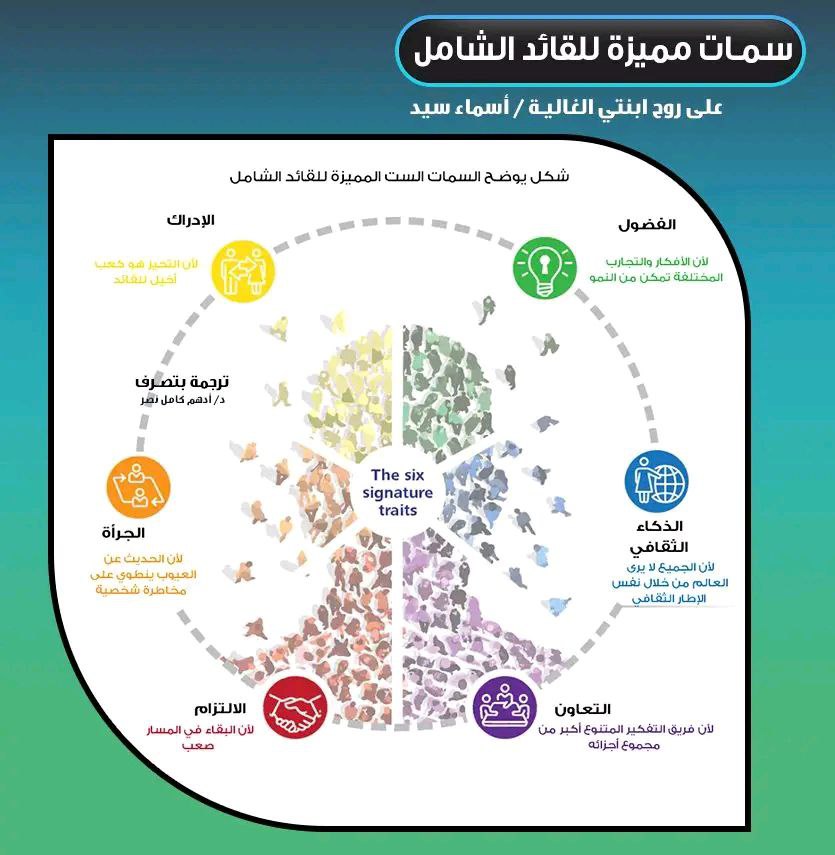 سمات مميزة للقائد الشامل
على روح ابنتي الغالية / أسماء سيد
شكل يوضح السمات الست المميزة للقائد الشامل
الفضول
لأن الأفكار والتجارب
المختلفة تمكن من النمو
الإدراك
لأن التحيز هو كعب
أخيل للقائد
ترجمة بتصرف
د/ أدهم كامل نصر
The six
signature
traits
الذكاء
الثقافي
لأن الجميع لا يرى
العالم من خلال نفس
الإطار الثقافي
الجرأة
لأن الحديث عن
العيوب ينطوي على
مخاطرة شخصية
التعاون
لأن فريق التفكير المتنوع أكبر من
مجموع أجزائه
الالتزام
لأن البقاء في المسار
صعب